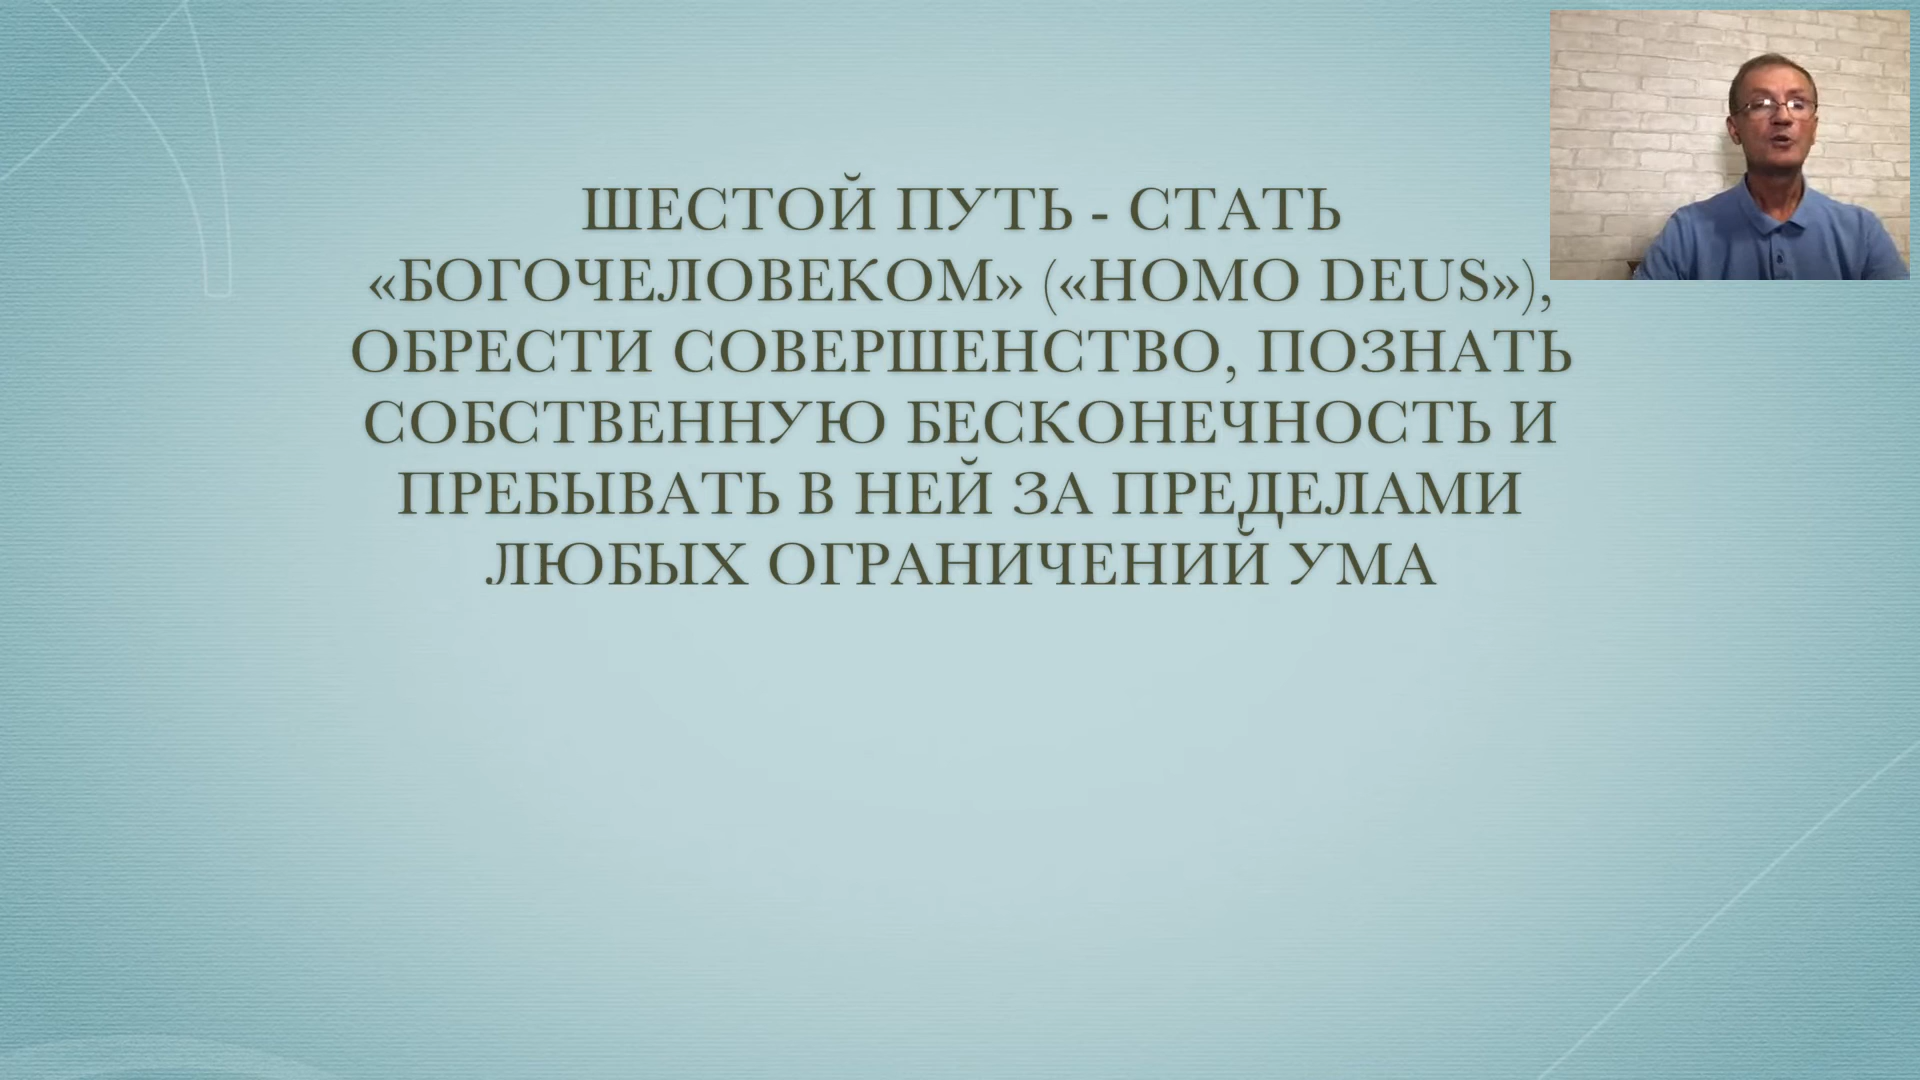 ШЕСТОЙ ПУТЬ - СТАТЬ
«БОГОЧЕЛОВЕКОМ» («HOMO DEUS»),
ОБРЕСТИ СОВЕРШЕНСТВО, ПОЗНАТЬ
СОБСТВЕННУЮ БЕСКОНЕЧНОСТЬ И
ПРЕБЫВАТЬ В НЕЙ ЗА ПРЕДЕЛАМИ
ЛЮБЫХ ОГРАНИЧЕНИЙ УМА